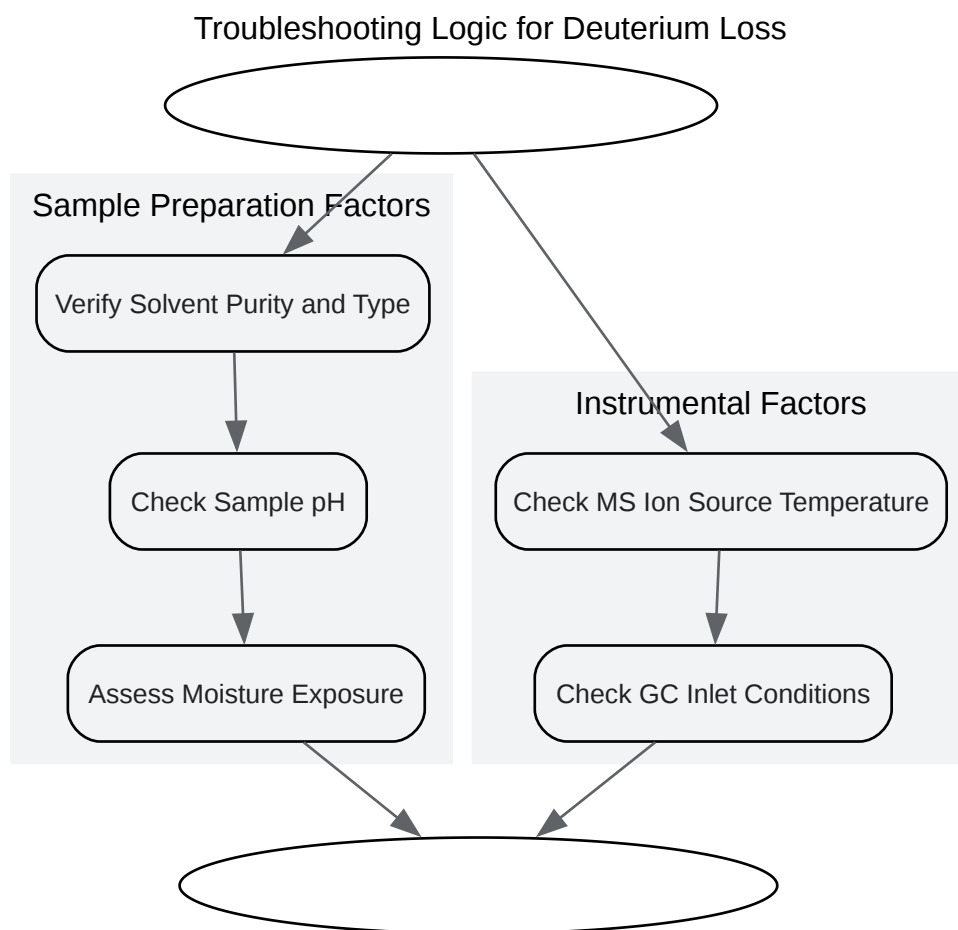 Troubleshooting Logic for Deuterium Loss
Sample Preparation Factors
Verify Solvent Purity and Type
Check Sample pH
Assess Moisture Exposure
Instrumental Factors
Check MS Ion Source Temperature
Check GC Inlet Conditions